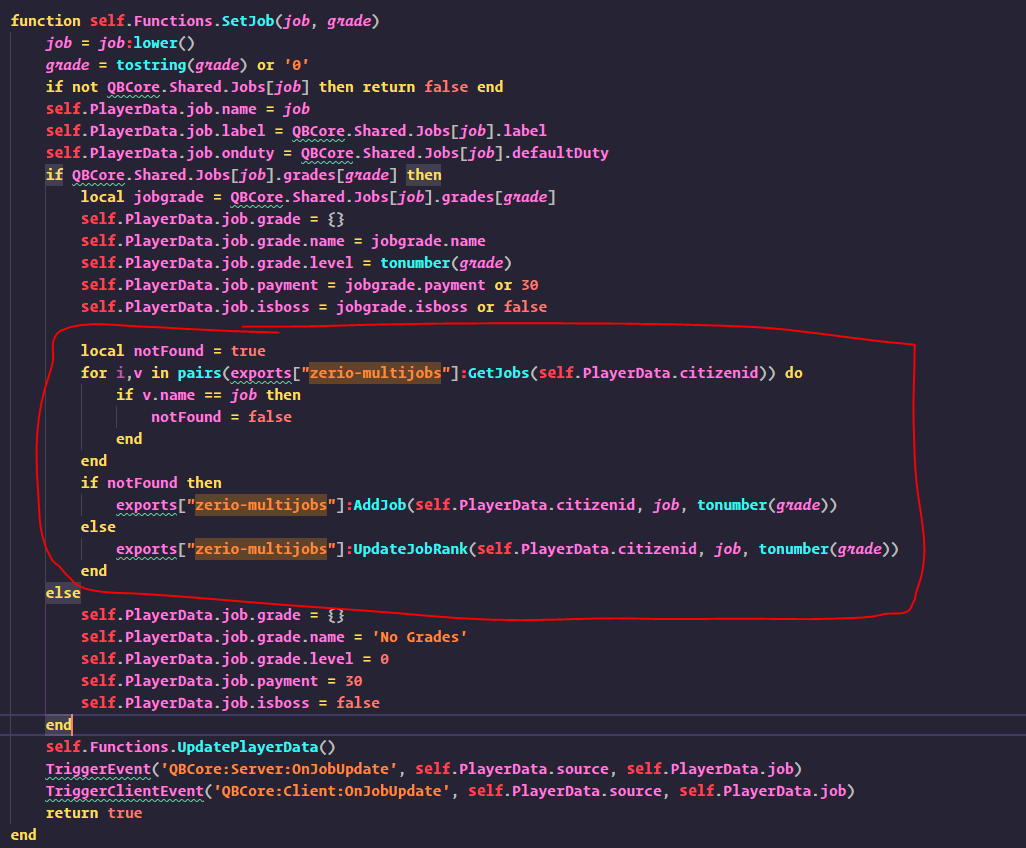 function self.Functions.SetJob(job, grade)
    job = job:lower()
    grade = tostring(grade) or '0'
    if not QBCore.Shared.Jobs[job] then return false end
    self.PlayerData.job.name = job
    self.PlayerData.job.label = QBCore.Shared.Jobs[job].label
    self.PlayerData.job.onduty = QBCore.Shared.Jobs[job].defaultDuty
    if QBCore.Shared.Jobs[job].grades[grade] then
        local jobgrade = QBCore.Shared.Jobs[job].grades[grade]
        self.PlayerData.job.grade = {}
        self.PlayerData.job.grade.name = jobgrade.name
        self.PlayerData.job.grade.level = tonumber(grade)
        self.PlayerData.job.payment = jobgrade.payment or 30
        self.PlayerData.job.isboss = jobgrade.isboss or false
        local notFound = true
        for i,v in pairs(exports["zerio-multijobs"]:GetJobs(self.PlayerData.citizenid)) do
            if v.name == job then
                notFound = false
            end
        end
        if notFound then
            exports["zerio-multijobs"]:AddJob(self.PlayerData.citizenid, job, tonumber(grade))
        else
            exports["zerio-multijobs"]:UpdateJobRank(self.PlayerData.citizenid, job, tonumber(grade))
        end
    else
        self.PlayerData.job.grade = {}
        self.PlayerData.job.grade.name = 'No Grades'
        self.PlayerData.job.grade.level = 0
        self.PlayerData.job.payment = 30
        self.PlayerData.job.isboss = false
    end
    self.Functions.UpdatePlayerData()
    TriggerEvent('QBCore:Server:OnJobUpdate', self.PlayerData.source, self.PlayerData.job)
    TriggerClientEvent('QBCore:Client:OnJobUpdate', self.PlayerData.source, self.PlayerData.job)
    return true
end